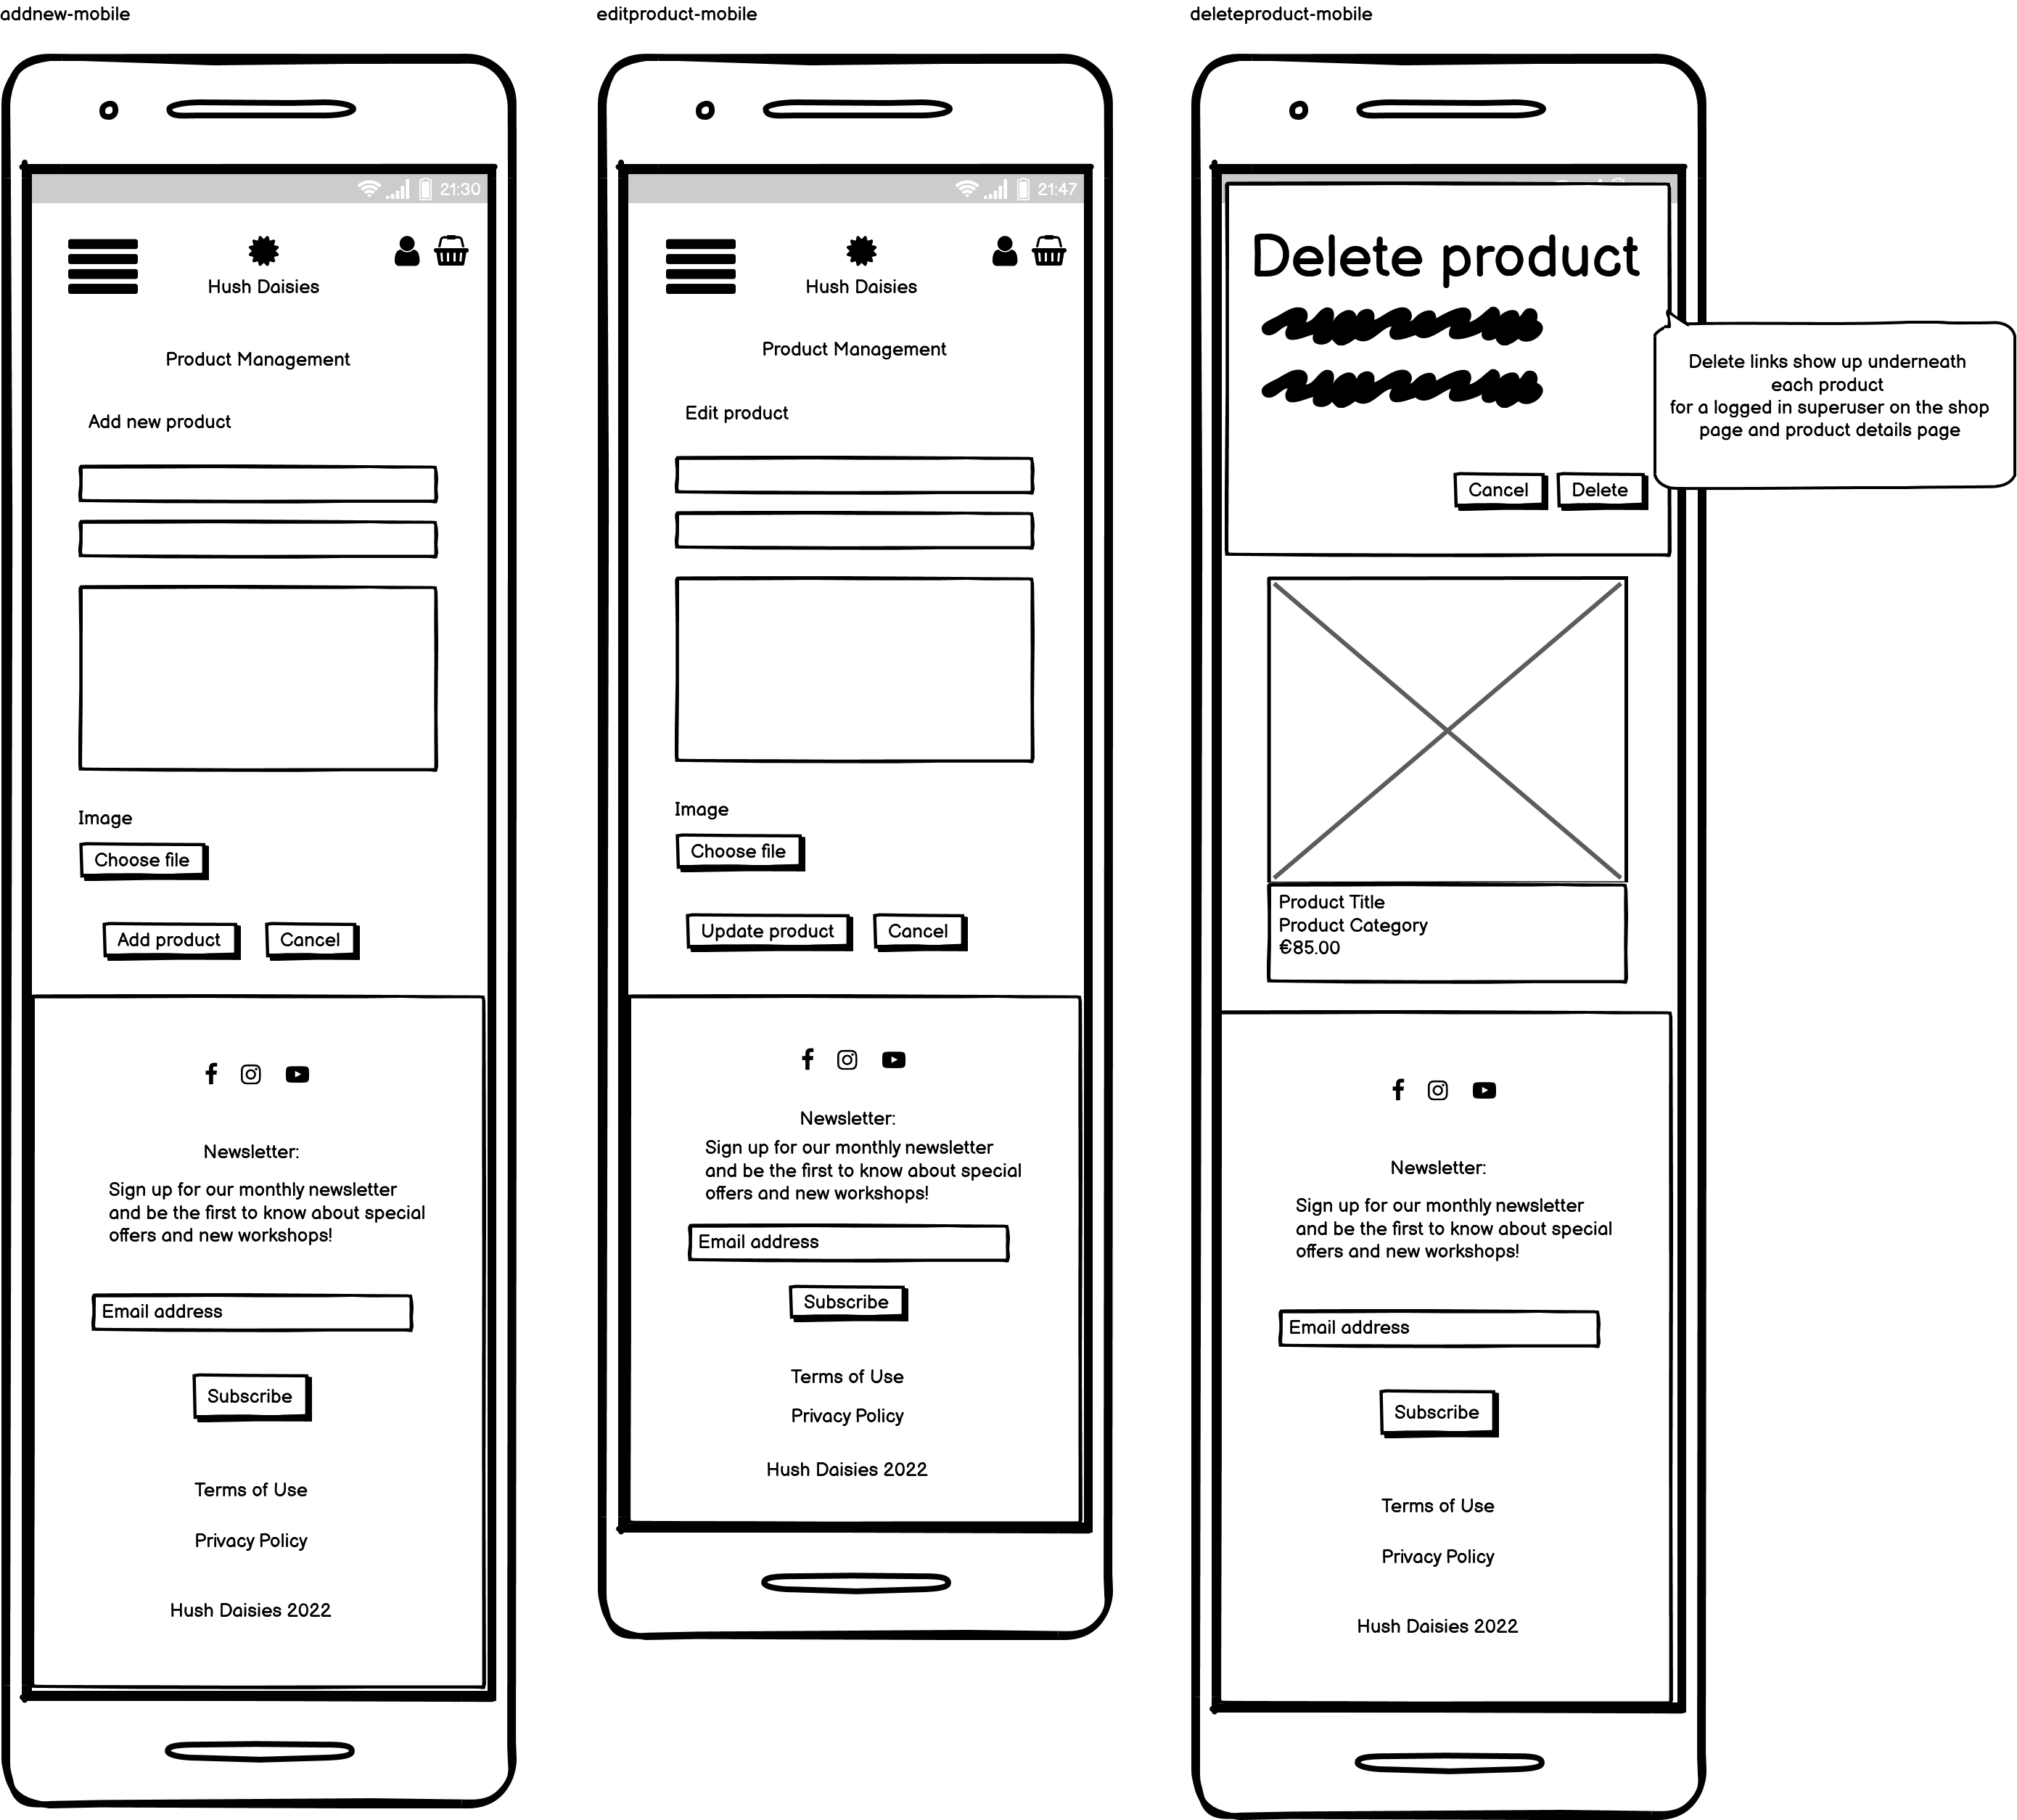 addnew-mobile
21:30
Hush Daisies
Product Management
Add new product
Image
Choose file
Add product
Cancel
Newsletter:
Sign up for our monthly newsletter
and be the first to know about special
offers and new workshops!
Email address
Subscribe
Terms of Use
Privacy Policy
Hush Daisies 2022
editproduct-mobile
21:47
Hush Daisies
Product Management
Edit product
Image
Choose file
Update product
Cancel
Newsletter:
Sign up for our monthly newsletter
and be the first to know about special
offers and new workshops!
Email address
Subscribe
Terms of Use
Privacy Policy
Hush Daisies 2022
deleteproduct-mobile
Delete product
Cancel
Delete
Delete links show up underneath
each product
for a logged in superuser on the shop
page and product details page
Product Title
Product Category
€85.00
Newsletter:
Sign up for our monthly newsletter
and be the first to know about special
offers and new workshops!
Email address
Subscribe
Terms of Use
Privacy Policy
Hush Daisies 2022